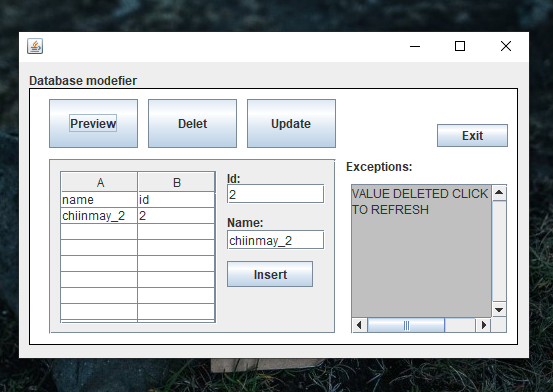 Database modefier
Preview
Delet
Update
Exit
A B
name id
chiinmay_2 2
Id:
2
Name:
chiinmay_2
Insert
Exceptions:
VALUE DELETED CLICK
TO REFRESH